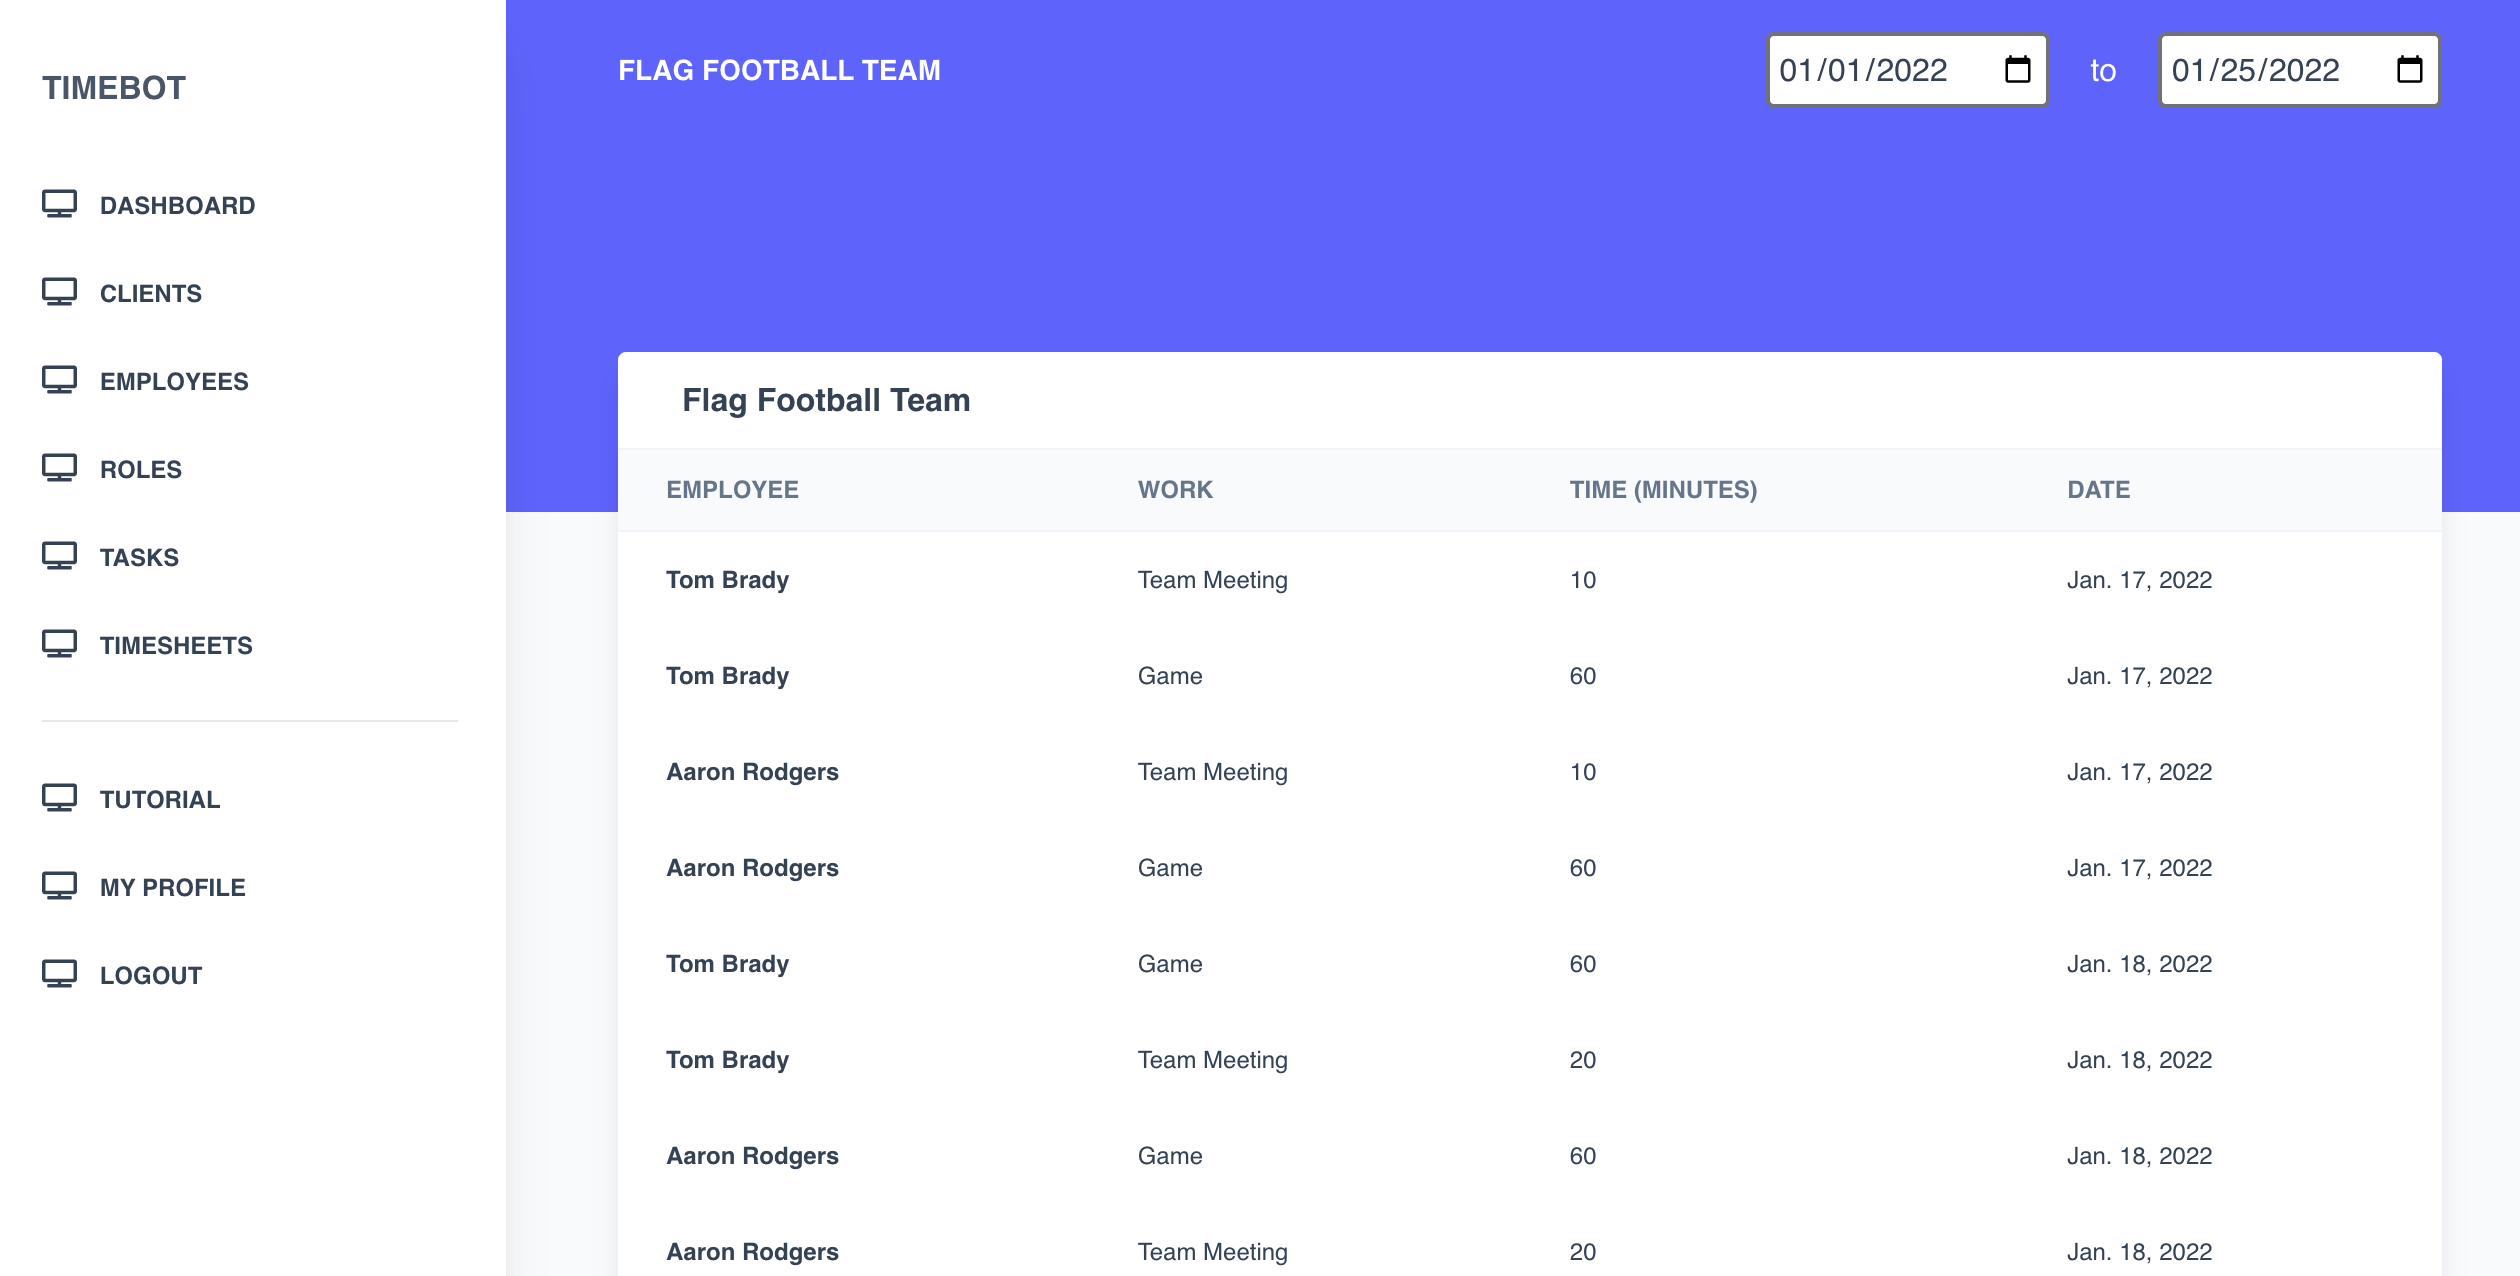 TIMEBOT
DASHBOARD
CLIENTS
EMPLOYEES
ROLES
TASKS
TIMESHEETS
TUTORIAL
MY PROFILE
LOGOUT
FLAG FOOTBALL TEAM 01/01/2022 to 01/25/2022
Flag Football Team
EMPLOYEE WORK TIME (MINUTES) DATE
Tom Brady Team Meeting 10 Jan. 17, 2022
Tom Brady Game 60 Jan. 17, 2022
Aaron Rodgers Team Meeting 10 Jan. 17, 2022
Aaron Rodgers Game 60 Jan. 17, 2022
Tom Brady Game 60 Jan. 18, 2022
Tom Brady Team Meeting 20 Jan. 18, 2022
Aaron Rodgers Game 60 Jan. 18, 2022
Aaron Rodgers Team Meeting 20 Jan. 18, 2022